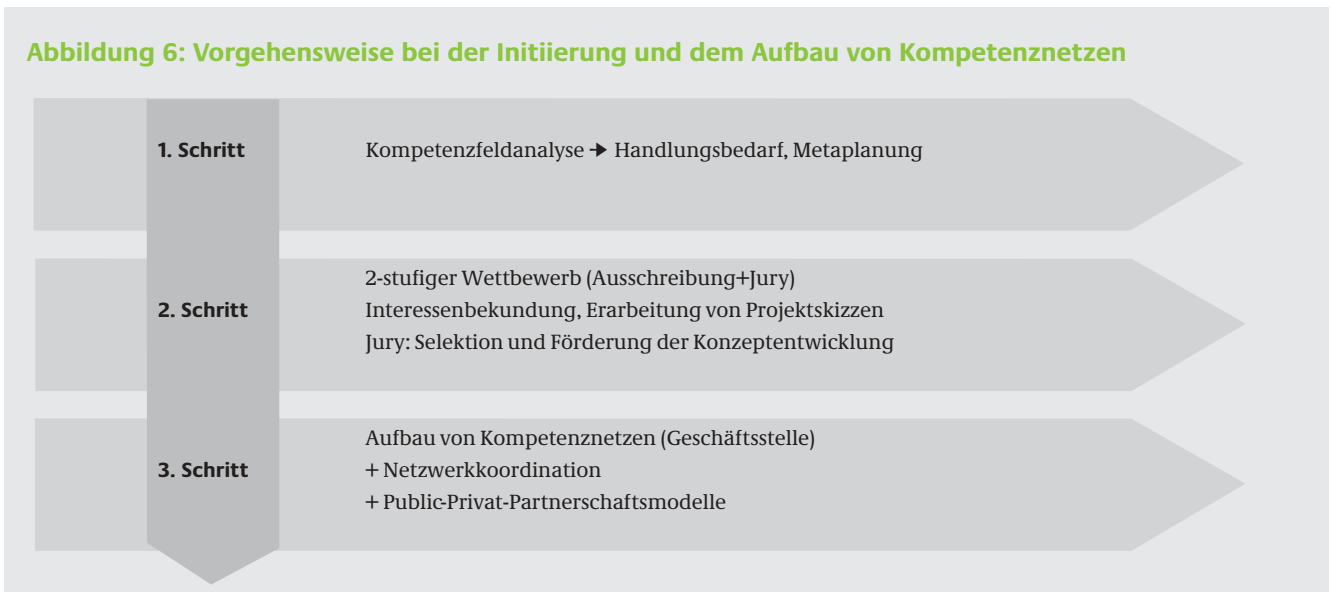 Abbildung 6: Vorgehensweise bei der Initiierung und dem Aufbau von Kompetenznetzen
1. Schritt
Kompetenzfeldanalyse ➔ Handlungsbedarf, Metaplanung
2-stufiger Wettbewerb (Ausschreibung+Jury)
2. Schritt
Interessenbekundung, Erarbeitung von Projektskizzen
Jury: Selektion und Förderung der Konzeptentwicklung
Aufbau von Kompetenznetzen (Geschäftsstelle)
3. Schritt
+ Netzwerkkoordination
+ Public-Privat-Partnerschaftsmodelle